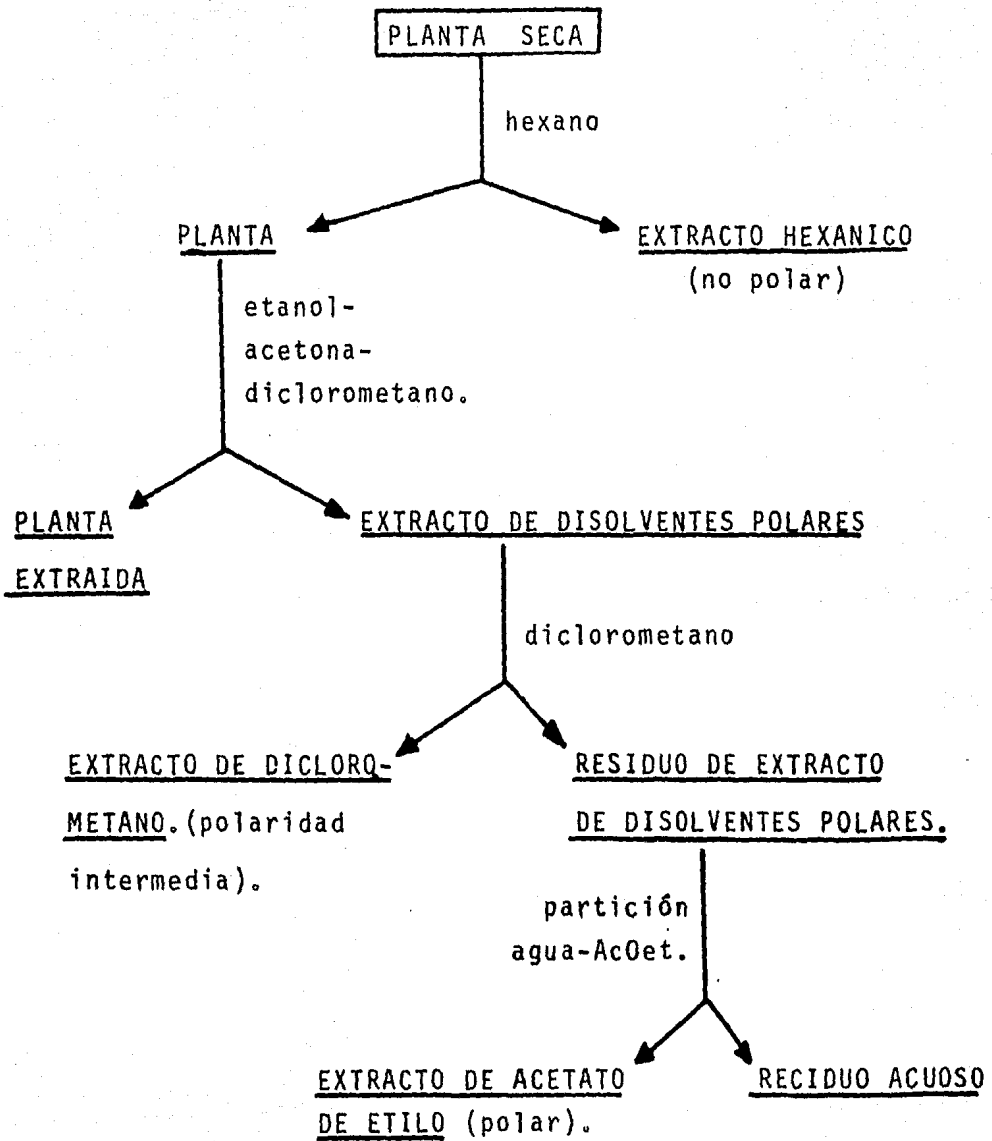 PLANTA SECA
hexano
PLANTA
EXTRACTO HEXANICO
(no polar)
etanol-
acetona-
diclorometano.
PLANTA
EXTRAIDA
EXTRACTO DE DISOLVENTES POLARES
diclorometano
EXTRACTO DE DICLORO-
METANO. (polaridad
intermedia).
RESIDUO DE EXTRACTO
DE DISOLVENTES POLARES.
partición
agua-AcOet.
EXTRACTO DE ACETATO
DE ETILO (polar).
RECIDUO ACUOSO